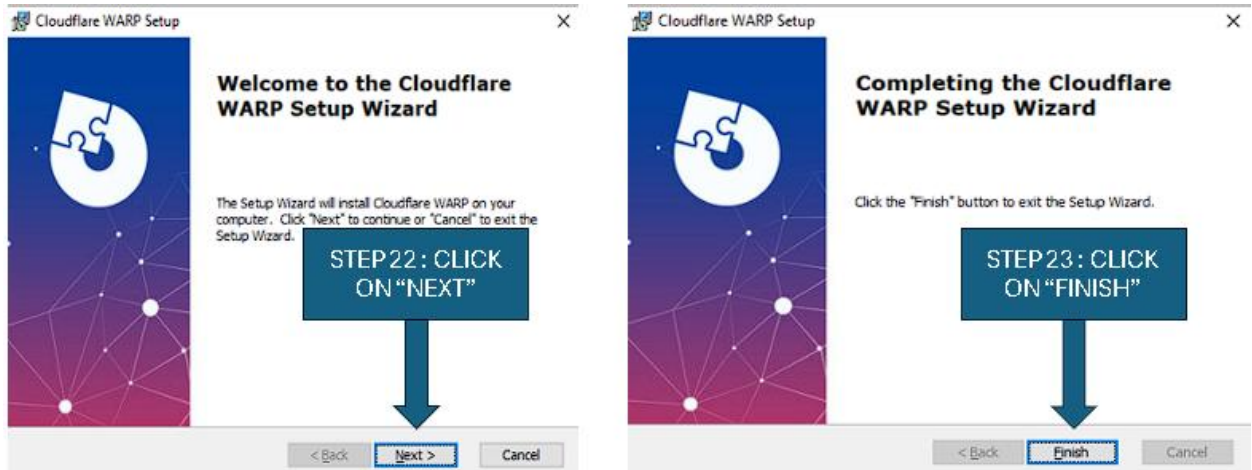 Cloudflare WARP Setup
Welcome to the Cloudflare
WARP Setup Wizard
The Setup Wizard will install Cloudflare WARP on your
computer. Click "Next" to continue or "Cancel" to exit the
Setup Wizard.
STEP 22 : CLICK
ON "NEXT"
< Back
Next >
Cancel
Cloudflare WARP Setup
Completing the Cloudflare
WARP Setup Wizard
Click the "Finish" button to exit the Setup Wizard.
STEP 23 : CLICK
ON "FINISH"
< Back
Finish
Cancel